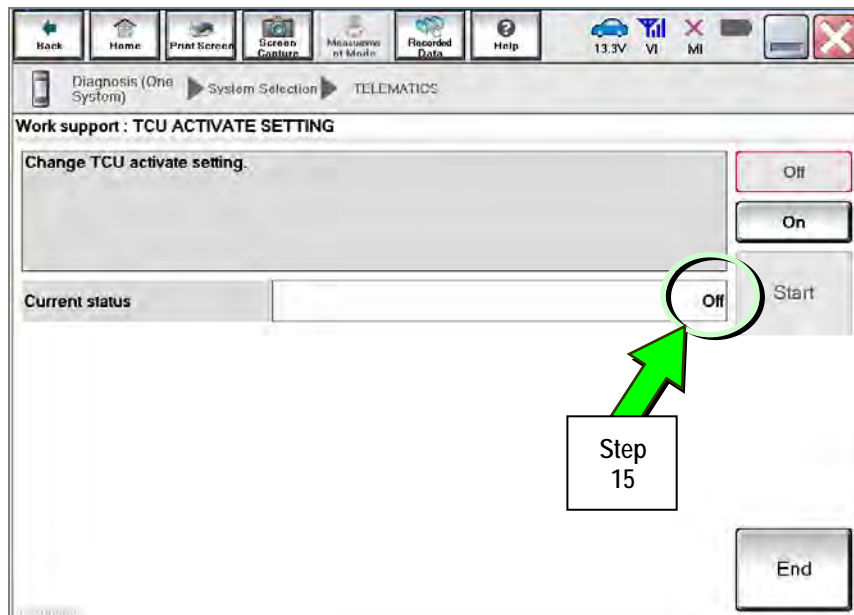 Back
Home
Print Screen
Screen Capture
Measurement Mode
Recorded Data
Help
13.3V
VI
MI
Diagnosis (One System)
System Selection
TELEMATICS
Work support : TCU ACTIVATE SETTING
Change TCU activate setting.
Off
On
Current status
Off
Start
Step
15
End